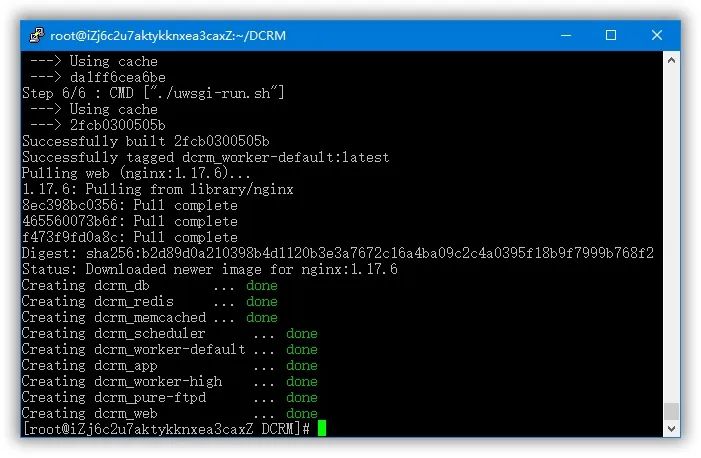 root@iZj6c2u7aktykknxea3caxZ:~/DCRM
---> Using cache
---> da1ff6cea6be
Step 6/6 : CMD ["./uwsgi-run.sh"]
---> Using cache
---> 2fcb0300505b
Successfully built 2fcb0300505b
Successfully tagged dcrm_worker-default:latest
Pulling web (nginx:1.17.6)...
1.17.6: Pulling from library/nginx
8ec398bc0356: Pull complete
465560073b6f: Pull complete
f473f9fd0a8c: Pull complete
Digest: sha256:b2d89d0a210398b4d1120b3e3a7672c16a4ba09c2c4a0395f18b9f7999b768f2
Status: Downloaded newer image for nginx:1.17.6
Creating dcrm_db ... done
Creating dcrm_redis ... done
Creating dcrm_memcached ... done
Creating dcrm_scheduler ... done
Creating dcrm_worker-default ... done
Creating dcrm_app ... done
Creating dcrm_worker-high ... done
Creating dcrm_pure-ftpd ... done
Creating dcrm_web ... done
[root@iZj6c2u7aktykknxea3caxZ DCRM]#